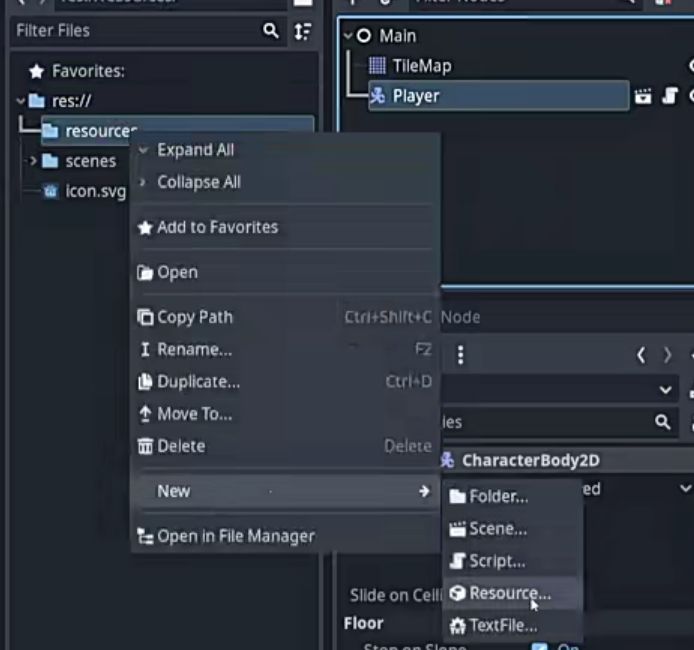 Filter Files
Favorites:
res://
resources
scenes
icon.svg
Main
TileMap
Player
Expand All
Collapse All
Add to Favorites
Open
Copy Path Ctrl+Shift+C
Rename... F2
Duplicate... Ctrl+D
Move To...
Delete Delete
New
Open in File Manager
Node
CharacterBody2D
Folder...
Scene...
Script...
Resource...
TextFile...
Slide on Ceili
Floor
On